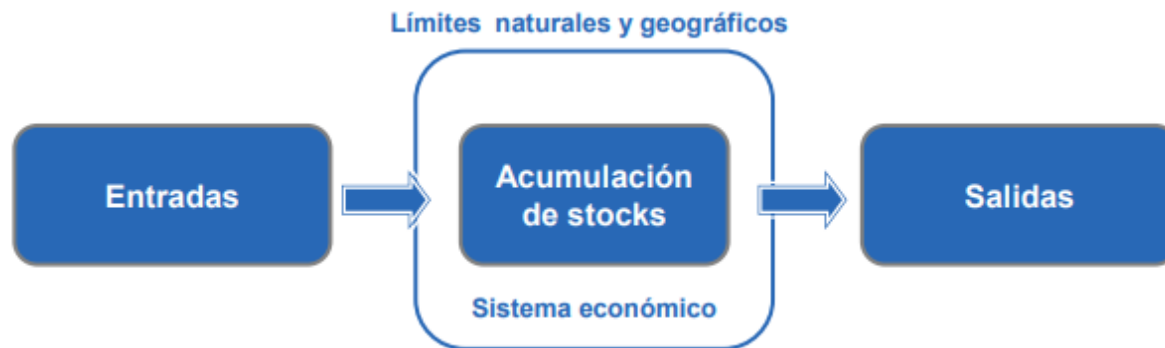 Límites naturales y geográficos
Entradas
Acumulación
de stocks
Salidas
Sistema económico